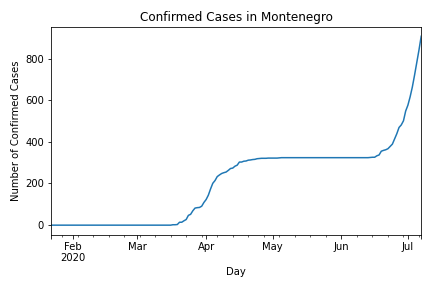 Confirmed Cases in Montenegro
Number of Confirmed Cases
800
600
400
200
0
Feb Mar Apr May Jun Jul
2020
Day